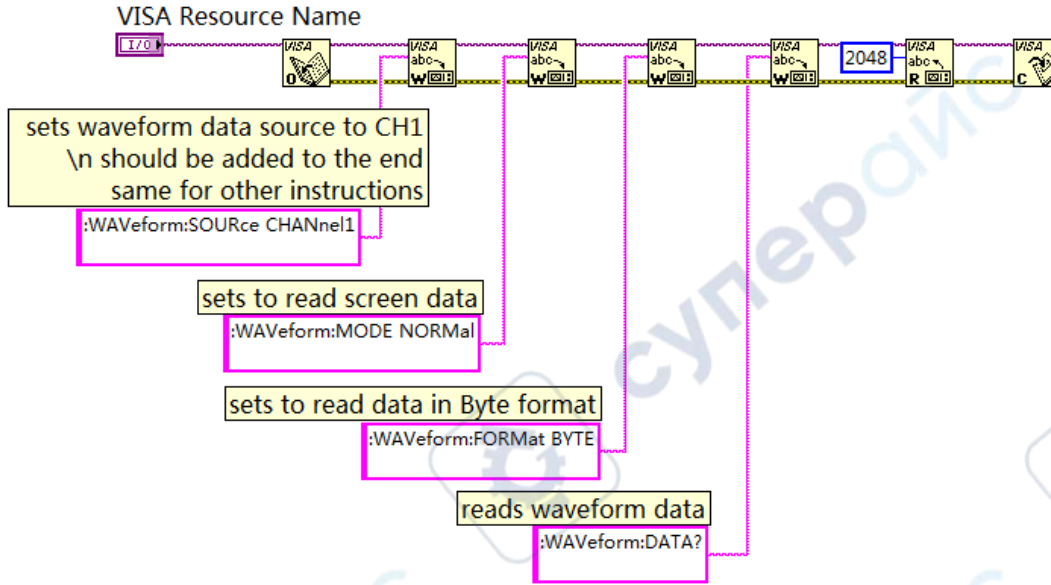 VISA Resource Name
I/O
VISA
O
VISA
abc
W
VISA
abc
W
VISA
abc
W
VISA
abc
W
2048
VISA
abc
R
VISA
C
sets waveform data source to CH1
\n should be added to the end
same for other instructions
:WAVeform:SOURce CHANnel1
sets to read screen data
:WAVeform:MODE NORMal
sets to read data in Byte format
:WAVeform:FORMat BYTE
reads waveform data
:WAVeform:DATA?
суперайс